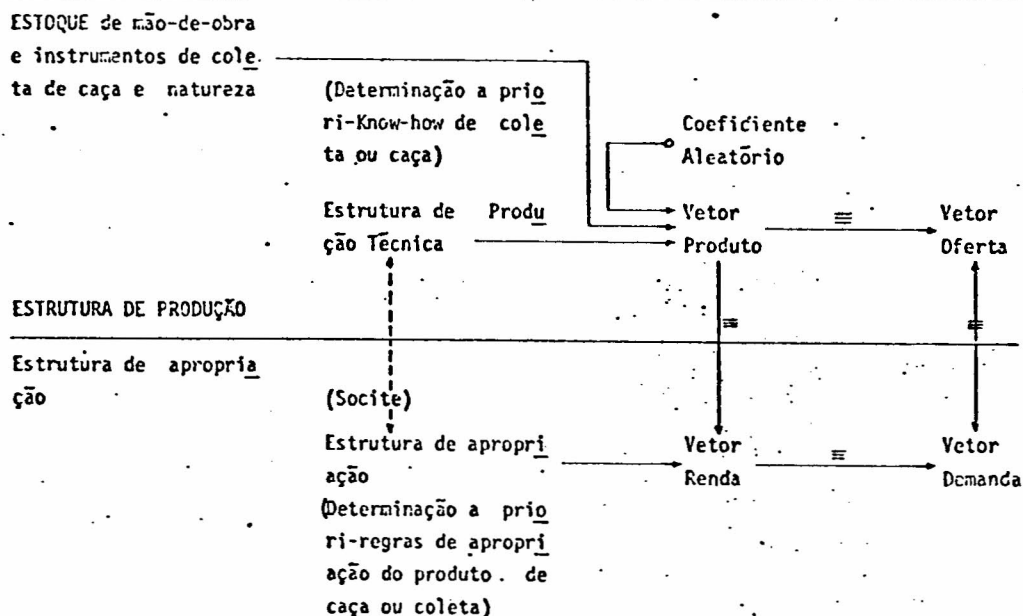 ESTOQUE de mão-de-obra
e instrumentos de cole
ta de caça e natureza
(Determinação a prio
ri-Know-how de cole
ta ou caça)
Coeficiente
Aleatório
Estrutura de Produ
ção Técnica
Vetor
Produto
≡
Vetor
Oferta
ESTRUTURA DE PRODUÇÃO
≡
≡
Estrutura de apropria
ção
(Socite)
Estrutura de apropri
ação
(Determinação a prio
ri-regras de apropri
ação do produto. de
caça ou coleta)
Vetor
Renda
≡
Vetor
Demanda